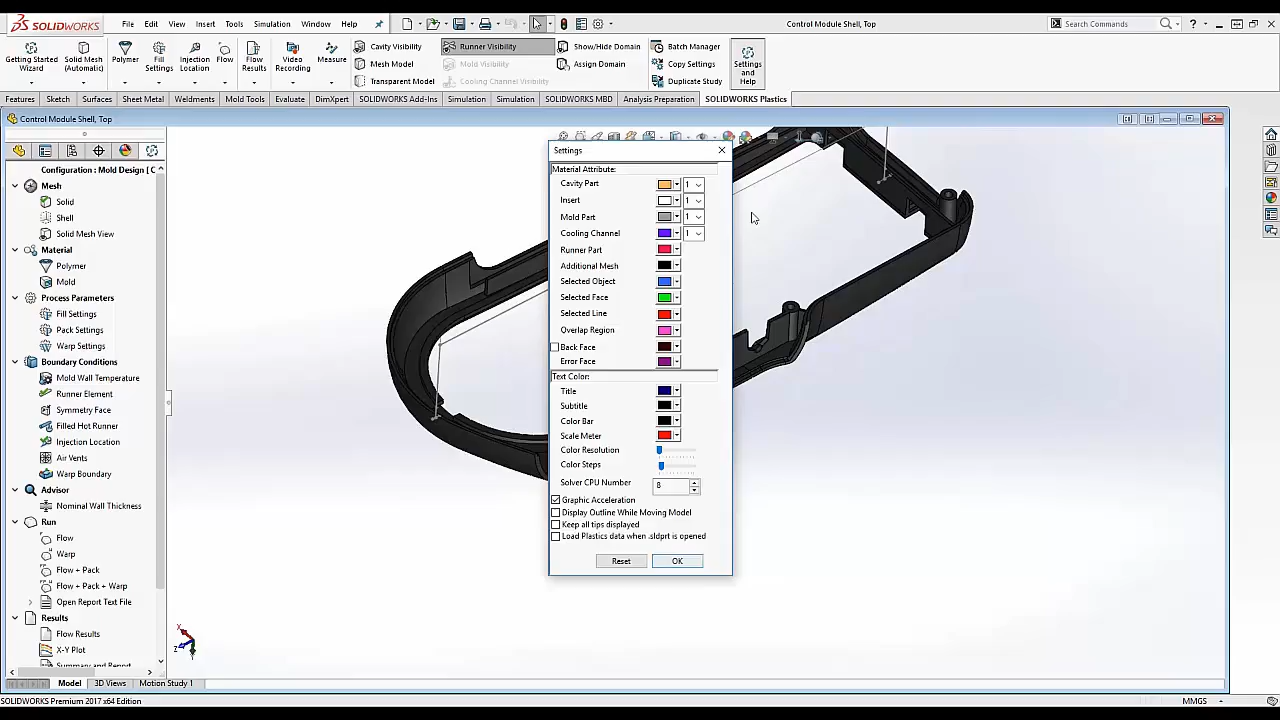 SOLIDWORKS File Edit View Insert Tools Simulation Window Help Control Module Shell, Top Search Commands
Getting Started Wizard
Solid Mesh (Automatic)
Polymer
Fill Settings
Injection Location
Flow
Flow Results
Video Recording
Measure
Cavity Visibility
Mesh Model
Transparent Model
Runner Visibility
Mold Visibility
Cooling Channel Visibility
Show/Hide Domain
Assign Domain
Batch Manager
Copy Settings
Duplicate Study
Settings and Help
Features Sketch Surfaces Sheet Metal Weldments Mold Tools Evaluate DimXpert SOLIDWORKS Add-Ins Simulation Simulation SOLIDWORKS MBD Analysis Preparation SOLIDWORKS Plastics
Control Module Shell, Top
Configuration : Mold Design [ C
Mesh
Solid
Shell
Solid Mesh View
Material
Polymer
Mold
Process Parameters
Fill Settings
Pack Settings
Warp Settings
Boundary Conditions
Mold Wall Temperature
Runner Element
Symmetry Face
Filled Hot Runner
Injection Location
Air Vents
Warp Boundary
Advisor
Nominal Wall Thickness
Run
Flow
Warp
Flow + Pack
Flow + Pack + Warp
Open Report Text File
Results
Flow Results
X-Y Plot
Summary and Report
Settings
Material Attribute:
Cavity Part 1
Insert 1
Mold Part 1
Cooling Channel 1
Runner Part
Additional Mesh
Selected Object
Selected Face
Selected Line
Overlap Region
Back Face
Error Face
Text Color:
Title
Subtitle
Color Bar
Scale Meter
Color Resolution
Color Steps
Solver CPU Number 8
Graphic Acceleration
Display Outline While Moving Model
Keep all tips displayed
Load Plastics data when .sldprt is opened
Reset OK
X
Z
Y
Model 3D Views Motion Study 1
SOLIDWORKS Premium 2017 x64 Edition MMGS